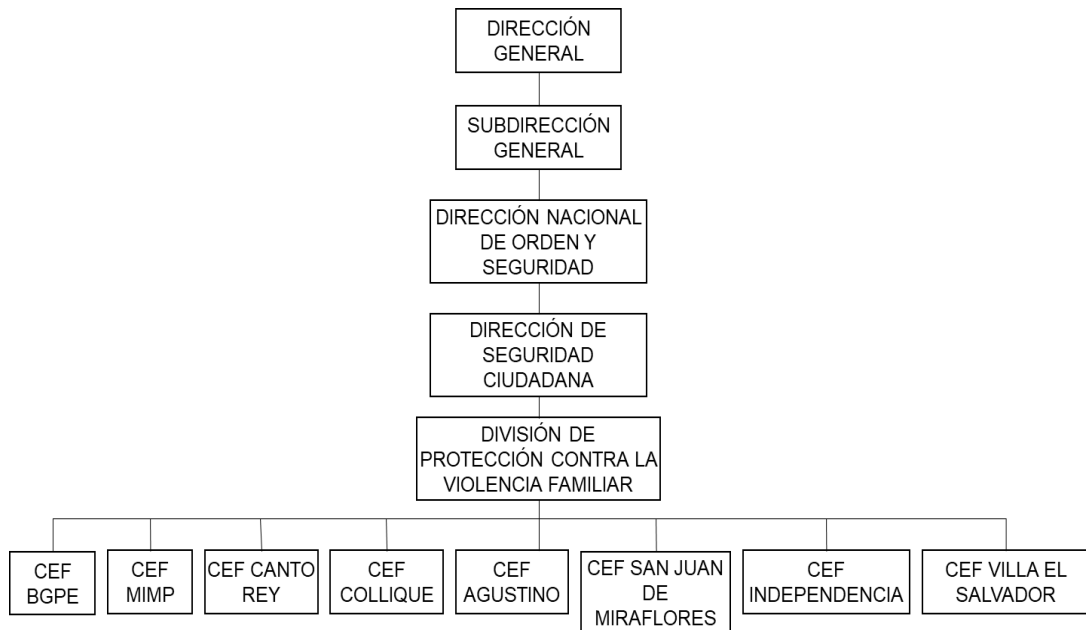 DIRECCIÓN
GENERAL
SUBDIRECCIÓN
GENERAL
DIRECCIÓN NACIONAL
DE ORDEN Y
SEGURIDAD
DIRECCIÓN DE
SEGURIDAD
CIUDADANA
DIVISIÓN DE
PROTECCIÓN CONTRA LA
VIOLENCIA FAMILIAR
CEF
BGPE
CEF
MIMP
CEF CANTO
REY
CEF
COLLIQUE
CEF
AGUSTINO
CEF SAN JUAN
DE
MIRAFLORES
CEF
INDEPENDENCIA
CEF VILLA EL
SALVADOR